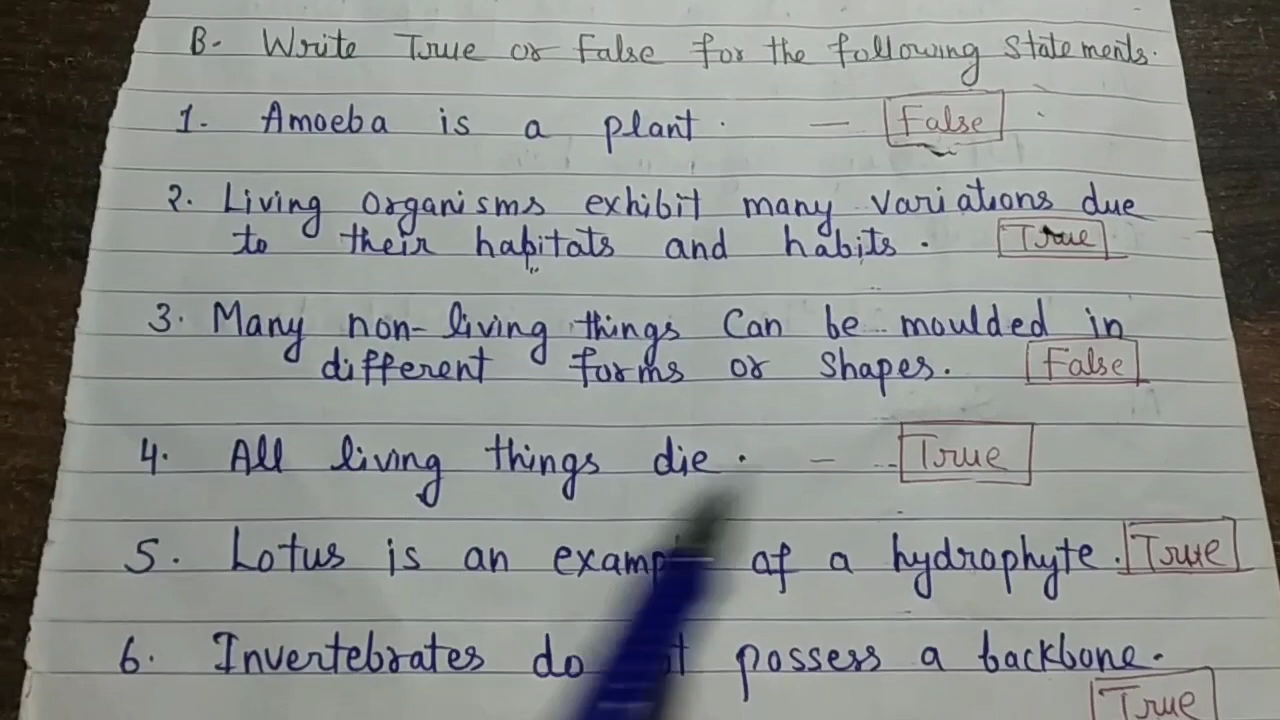 B. Write True or False for the following statements.
1. Amoeba is a plant. — False
2. Living organisms exhibit many variations due
to their habitats and habits. True
3. Many non-living things can be moulded in
different forms or shapes. False
4. All living things die. — True
5. Lotus is an of a hydrophyte. True
6. Invertebrates do possess a backbone.
True